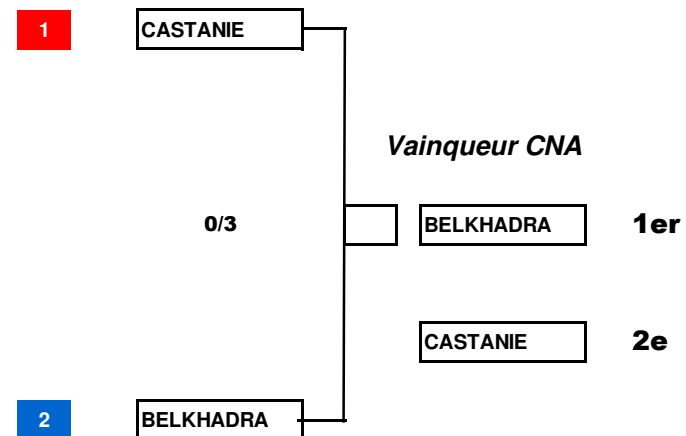 1 CASTANIE
Vainqueur CNA
0/3 BELKHADRA 1er
CASTANIE 2e
2 BELKHADRA